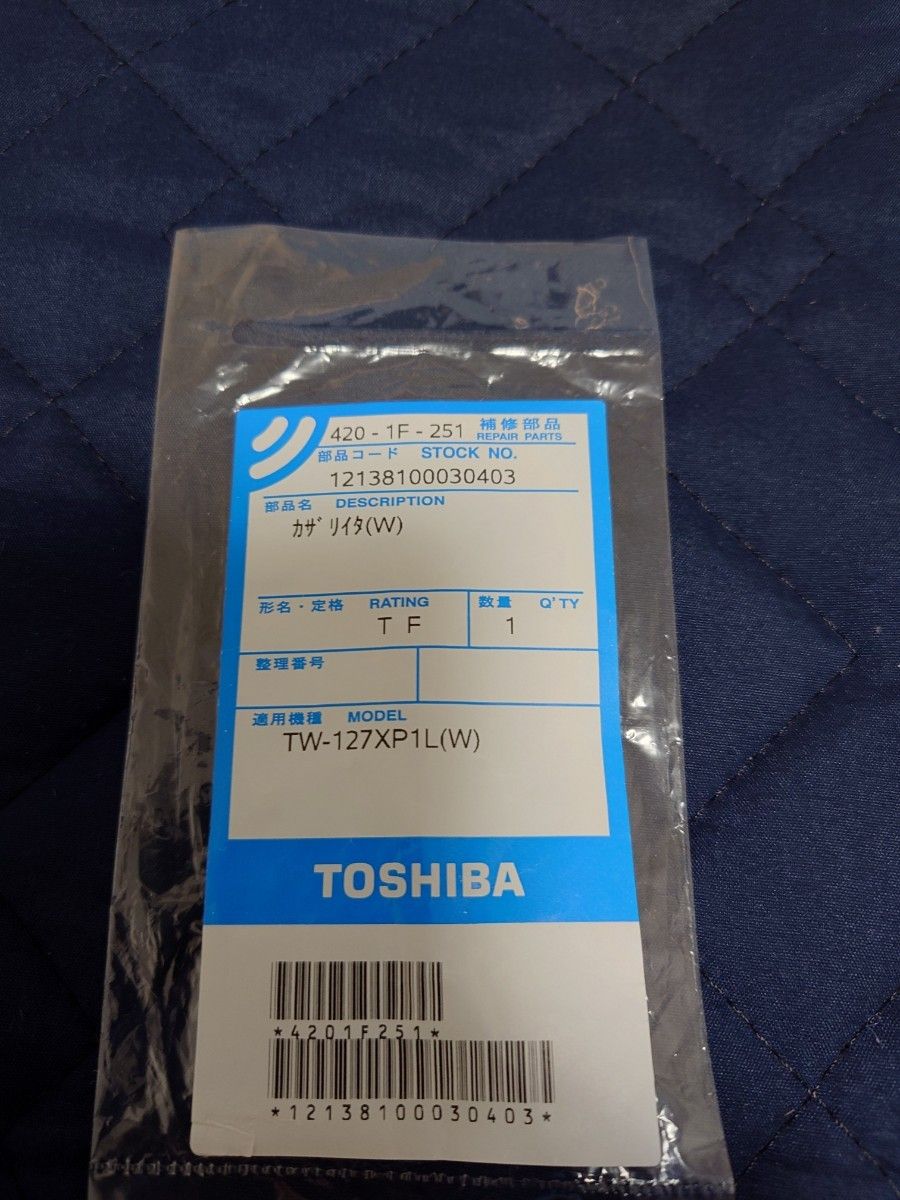 420 - 1F - 251 補修部品
REPAIR PARTS
部品コード STOCK NO.
12138100030403
部品名 DESCRIPTION
ｶｻﾞﾘｲﾀ(W)
形名・定格 RATING 数量 Q'TY
T F 1
整理番号
適用機種 MODEL
TW-127XP1L(W)
TOSHIBA
*4201F251*
*12138100030403*